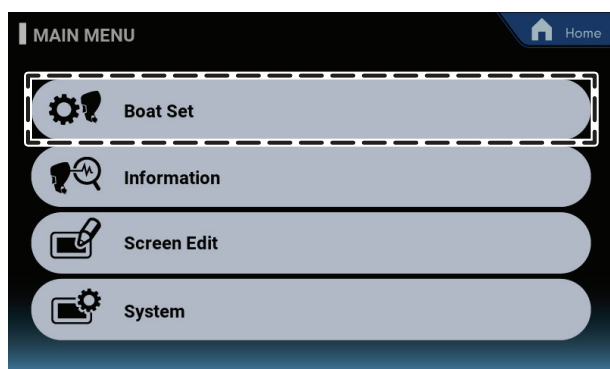 MAIN MENU
Home
Boat Set
Information
Screen Edit
System